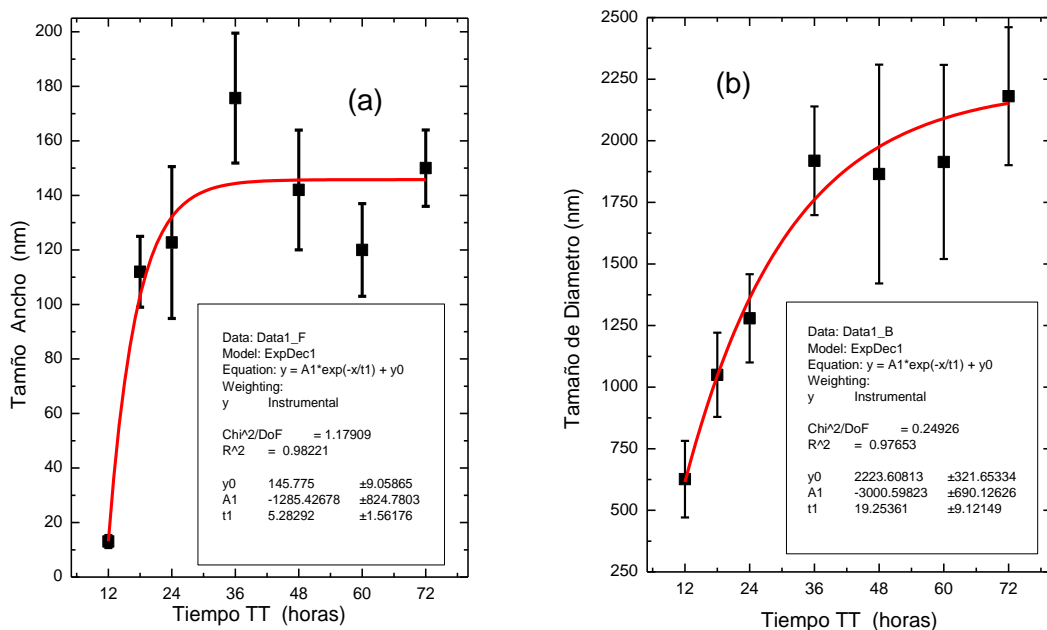 200
180
160
140
120
100
80
60
40
20
0
Tamño Ancho (nm)
(a)
Data: Data1_F
Model: ExpDec1
Equation: y = A1*exp(-x/t1) + y0
Weighting:
y Instrumental
Chi^2/DoF = 1.17909
R^2 = 0.98221
y0 145.775 ±9.05865
A1 -1285.42678 ±824.7803
t1 5.28292 ±1.56176
12 24 36 48 60 72
Tiempo TT (horas)
2500
2250
2000
1750
1500
1250
1000
750
500
250
Tamaño de Diametro (nm)
(b)
Data: Data1_B
Model: ExpDec1
Equation: y = A1*exp(-x/t1) + y0
Weighting:
y Instrumental
Chi^2/DoF = 0.24926
R^2 = 0.97653
y0 2223.60813 ±321.65334
A1 -3000.59823 ±690.12626
t1 19.25361 ±9.12149
12 24 36 48 60 72
Tiempo TT (horas)